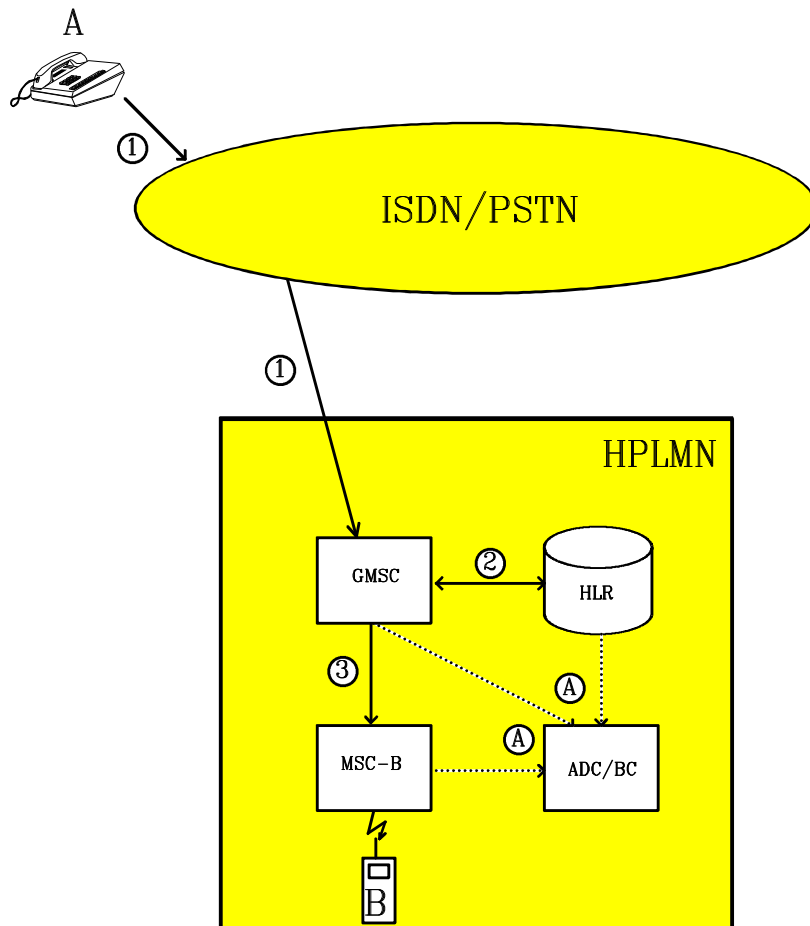 A
①
ISDN/PSTN
①
HPLMN
GMSC
②
HLR
③
A
A
MSC-B
ADC/BC
B